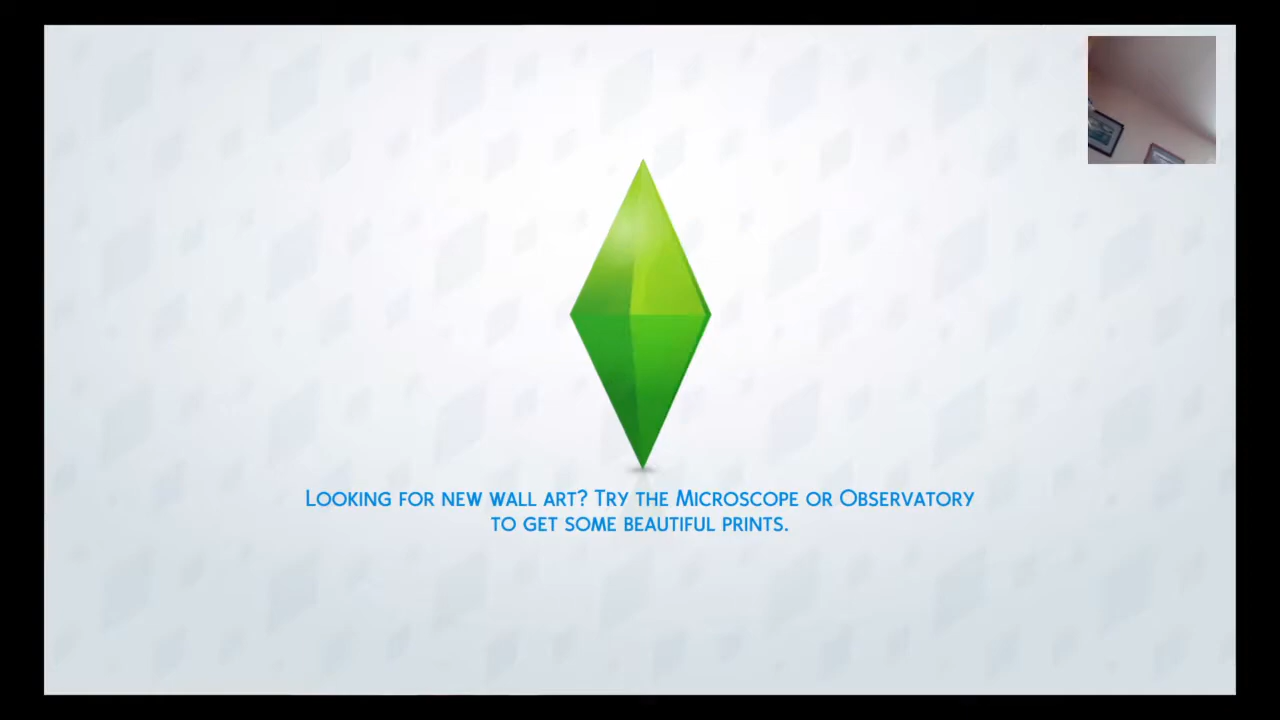 Looking for new wall art? Try the Microscope or Observatory
to get some beautiful prints.